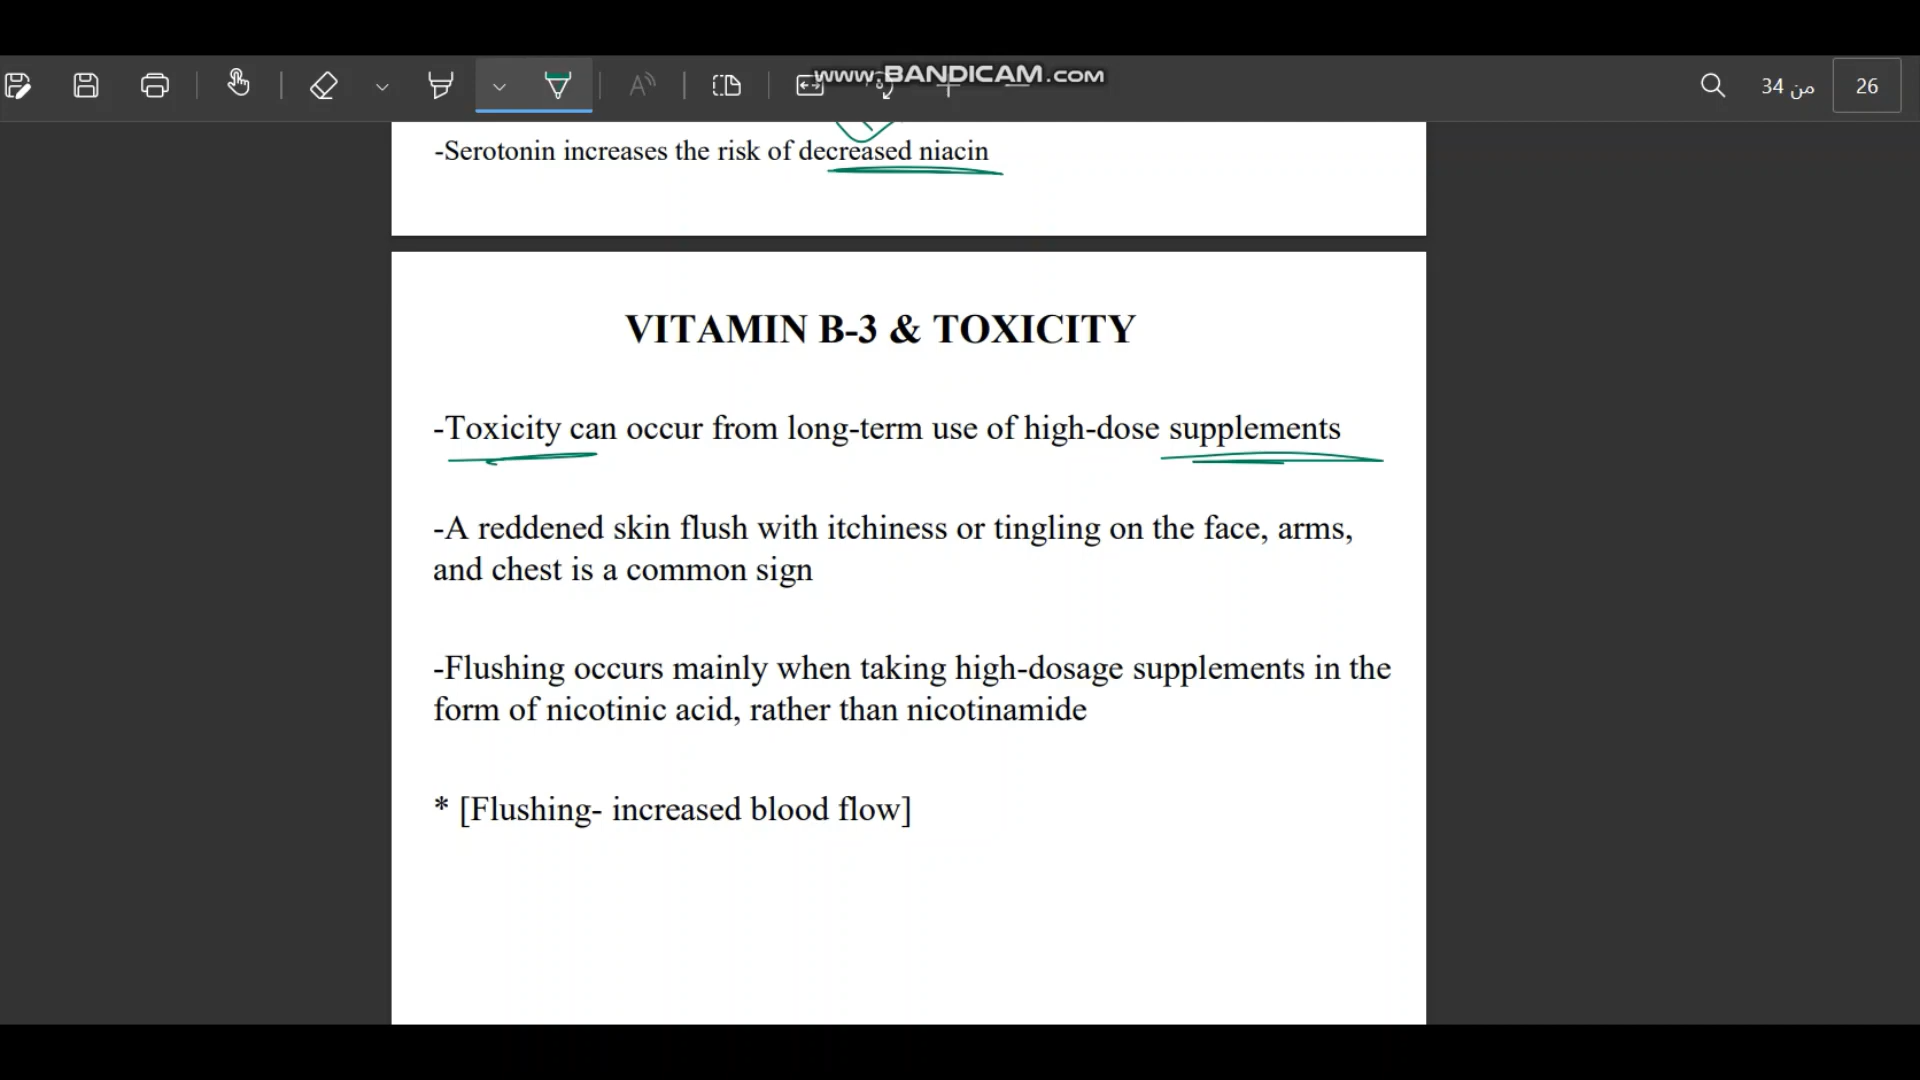 www.BANDICAM.com
من 34
26
-Serotonin increases the risk of decreased niacin
VITAMIN B-3 & TOXICITY
-Toxicity can occur from long-term use of high-dose supplements
-A reddened skin flush with itchiness or tingling on the face, arms,
and chest is a common sign
-Flushing occurs mainly when taking high-dosage supplements in the
form of nicotinic acid, rather than nicotinamide
* [Flushing- increased blood flow]